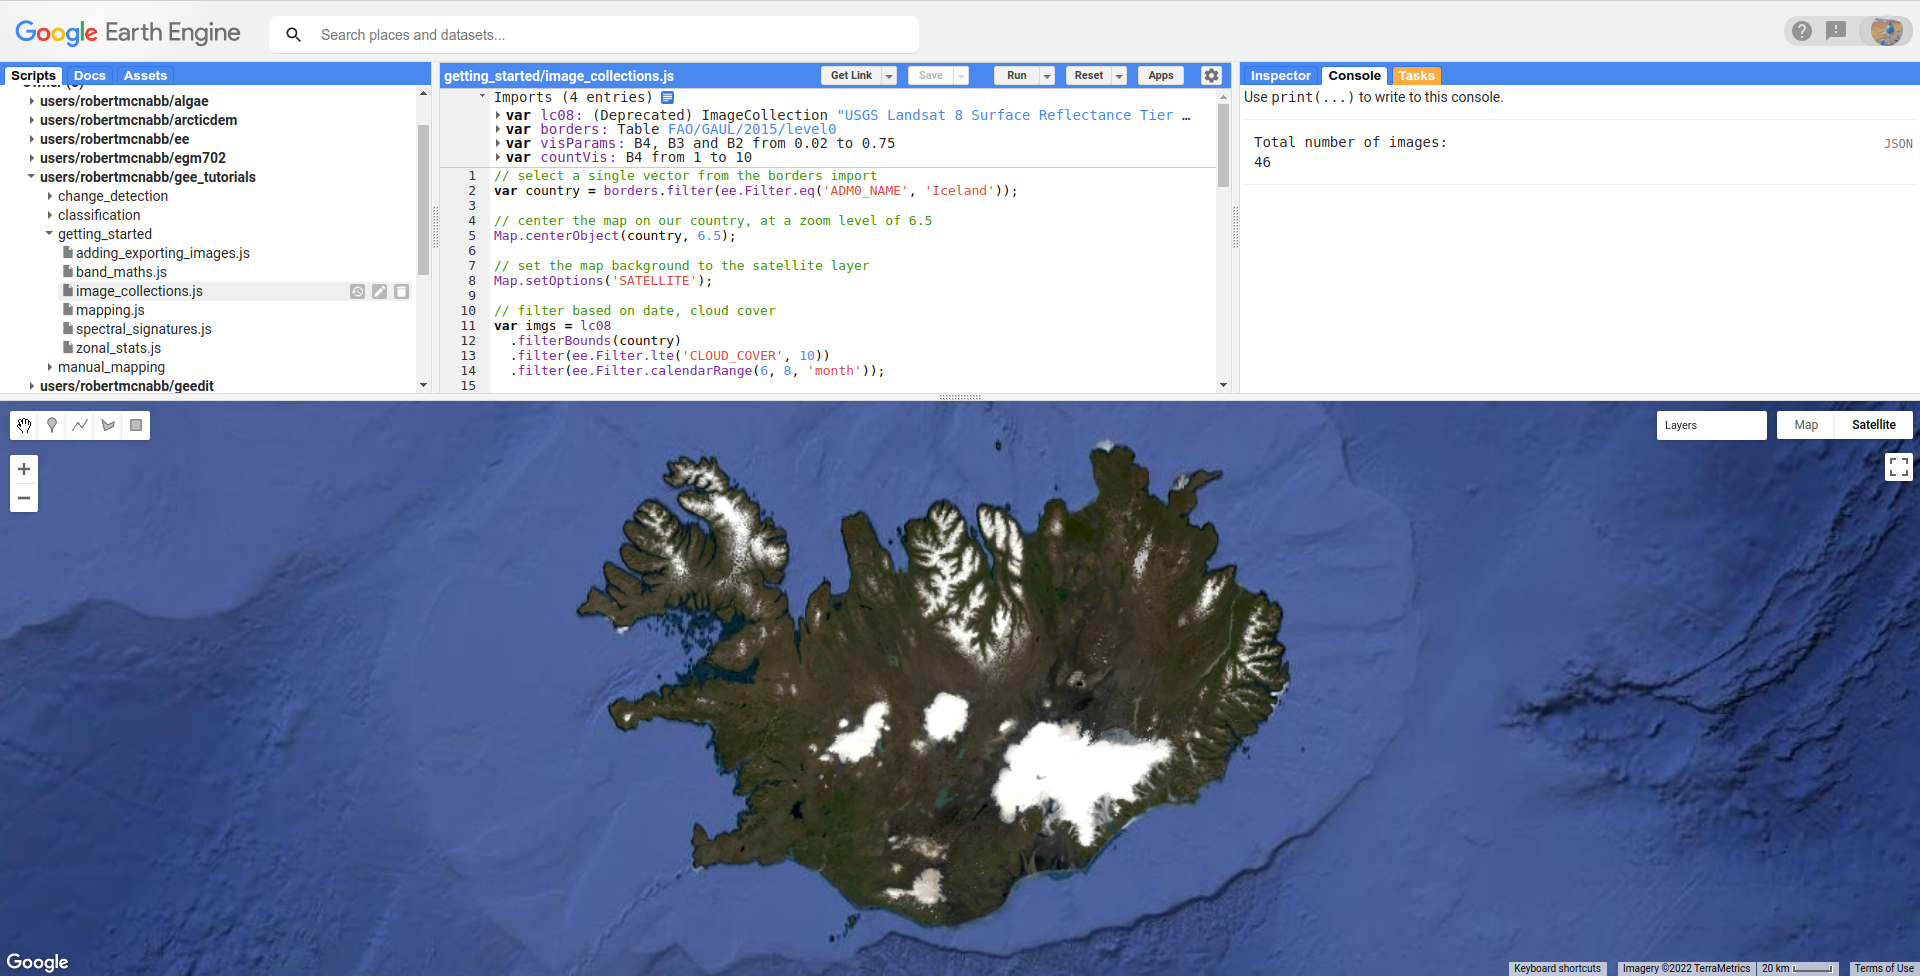 Google Earth Engine
Search places and datasets...
Scripts Docs Assets
users/robertmcnabb/algae
users/robertmcnabb/arcticdem
users/robertmcnabb/ee
users/robertmcnabb/egm702
users/robertmcnabb/gee_tutorials
change_detection
classification
getting_started
adding_exporting_images.js
band_maths.js
image_collections.js
mapping.js
spectral_signatures.js
zonal_stats.js
manual_mapping
users/robertmcnabb/geedit
getting_started/image_collections.js
Get Link Save Run Reset Apps
Imports (4 entries)
var lc08: (Deprecated) ImageCollection "USGS Landsat 8 Surface Reflectance Tier …
var borders: Table FAO/GAUL/2015/level0
var visParams: B4, B3 and B2 from 0.02 to 0.75
var countVis: B4 from 1 to 10
1 // select a single vector from the borders import
2 var country = borders.filter(ee.Filter.eq('ADM0_NAME', 'Iceland'));
3
4 // center the map on our country, at a zoom level of 6.5
5 Map.centerObject(country, 6.5);
6
7 // set the map background to the satellite layer
8 Map.setOptions('SATELLITE');
9
10 // filter based on date, cloud cover
11 var imgs = lc08
12 .filterBounds(country)
13 .filter(ee.Filter.lte('CLOUD_COVER', 10))
14 .filter(ee.Filter.calendarRange(6, 8, 'month'));
15
Inspector Console Tasks
Use print(...) to write to this console.
Total number of images:
JSON
46
Layers
Map Satellite
Google
Keyboard shortcuts
Imagery ©2022 TerraMetrics
20 km
Terms of Use